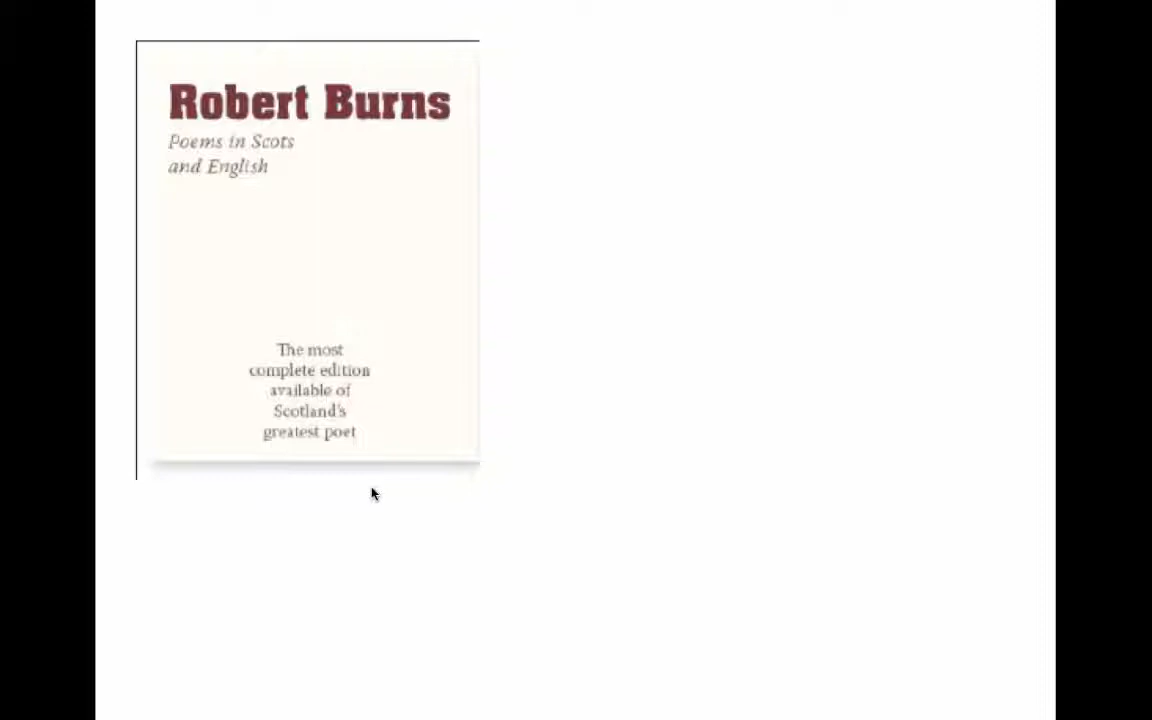 Robert Burns
Poems in Scots
and English
The most
complete edition
available of
Scotland's
greatest poet